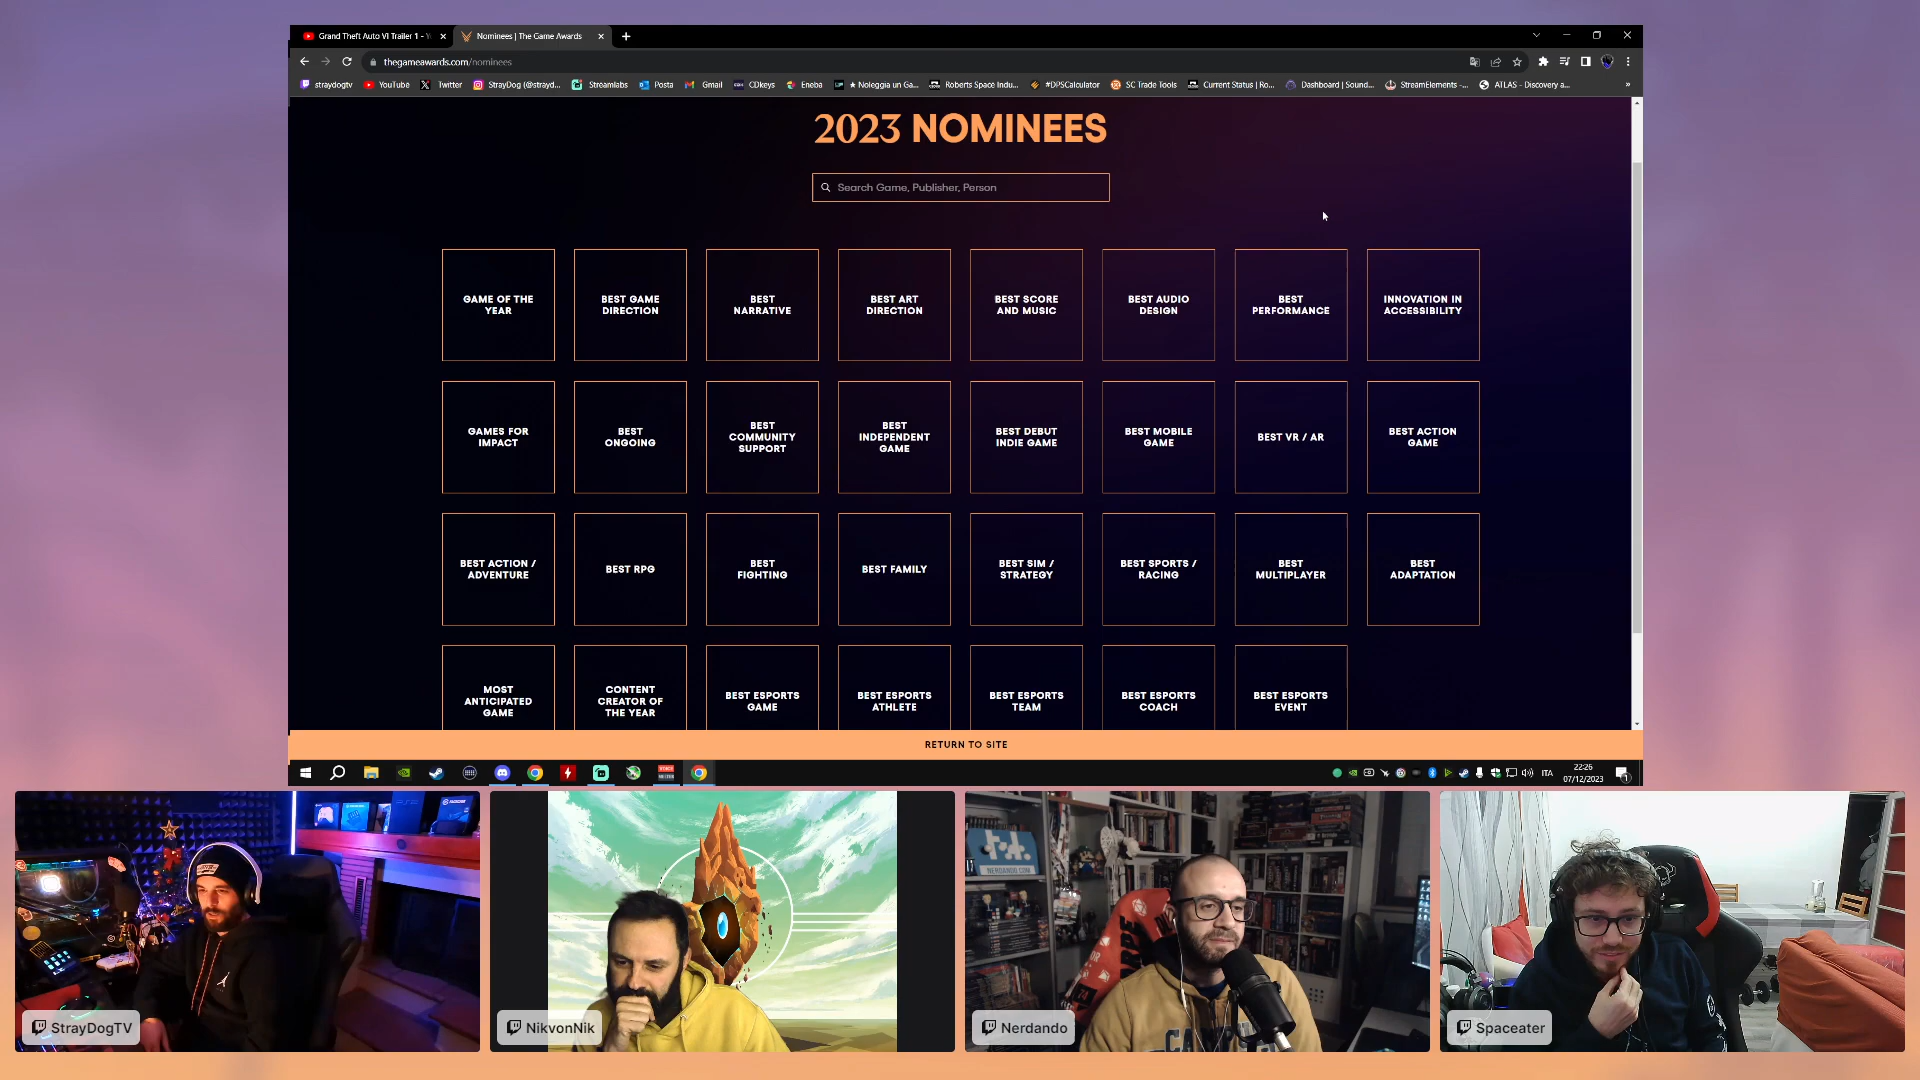 Grand Theft Auto VI Trailer 1 -
Nominees | The Game Awards
thegameawards.com/nominees
straydogtv
YouTube
Twitter
StrayDog (@strayd...
Streamlabs
Posta
Gmail
CDkeys
Eneba
★ Noleggia un Ga...
Roberts Space Indu...
#DPSCalculator
SC Trade Tools
Current Status | Ro...
Dashboard | Sound...
StreamElements -...
ATLAS - Discovery a...
2023 NOMINEES
Search Game, Publisher, Person
GAME OF THE
YEAR
BEST GAME
DIRECTION
BEST
NARRATIVE
BEST ART
DIRECTION
BEST SCORE
AND MUSIC
BEST AUDIO
DESIGN
BEST
PERFORMANCE
INNOVATION IN
ACCESSIBILITY
GAMES FOR
IMPACT
BEST
ONGOING
BEST
COMMUNITY
SUPPORT
BEST
INDEPENDENT
GAME
BEST DEBUT
INDIE GAME
BEST MOBILE
GAME
BEST VR / AR
BEST ACTION
GAME
BEST ACTION /
ADVENTURE
BEST RPG
BEST
FIGHTING
BEST FAMILY
BEST SIM /
STRATEGY
BEST SPORTS /
RACING
BEST
MULTIPLAYER
BEST
ADAPTATION
MOST
ANTICIPATED
GAME
CONTENT
CREATOR OF
THE YEAR
BEST ESPORTS
GAME
BEST ESPORTS
ATHLETE
BEST ESPORTS
TEAM
BEST ESPORTS
COACH
BEST ESPORTS
EVENT
RETURN TO SITE
ITA
22:26
07/12/2023
NERDANDO.COM
StrayDogTV
NikvonNik
Nerdando
Spaceater